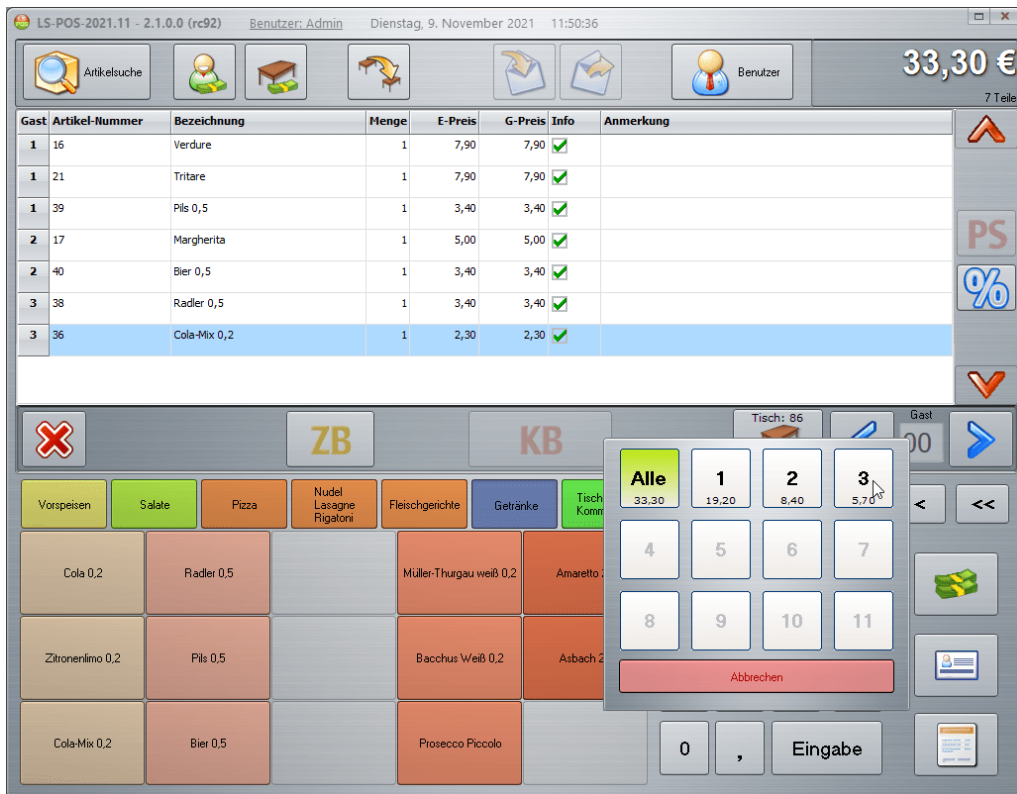 LS-POS-2021.11 - 2.1.0.0 (rc92) Benutzer: Admin Dienstag, 9. November 2021 11:50:36
Artikelsuche
Benutzer
33,30 €
7 Teile
Gast Artikel-Nummer Bezeichnung Menge E-Preis G-Preis Info Anmerkung
1 16 Verdure 1 7,90 7,90
1 21 Tritare 1 7,90 7,90
1 39 Pils 0,5 1 3,40 3,40
2 17 Margherita 1 5,00 5,00
2 40 Bier 0,5 1 3,40 3,40
3 38 Radler 0,5 1 3,40 3,40
3 36 Cola-Mix 0,2 1 2,30 2,30
PS
%
ZB
KB
Tisch: 86
Gast
00
Alle
33,30
1
19,20
2
8,40
3
5,70
4 5 6 7
8 9 10 11
Abbrechen
Vorspeisen
Salate
Pizza
Nudel
Lasagne
Rigatoni
Fleischgerichte
Getränke
Tisch
Komm
<
<<
Cola 0,2
Radler 0,5
Müller-Thurgau weiß 0,2
Amaretto
Zitronenlimo 0,2
Pils 0,5
Bacchus Weiß 0,2
Asbach 2
Cola-Mix 0,2
Bier 0,5
Prosecco Piccolo
0
,
Eingabe